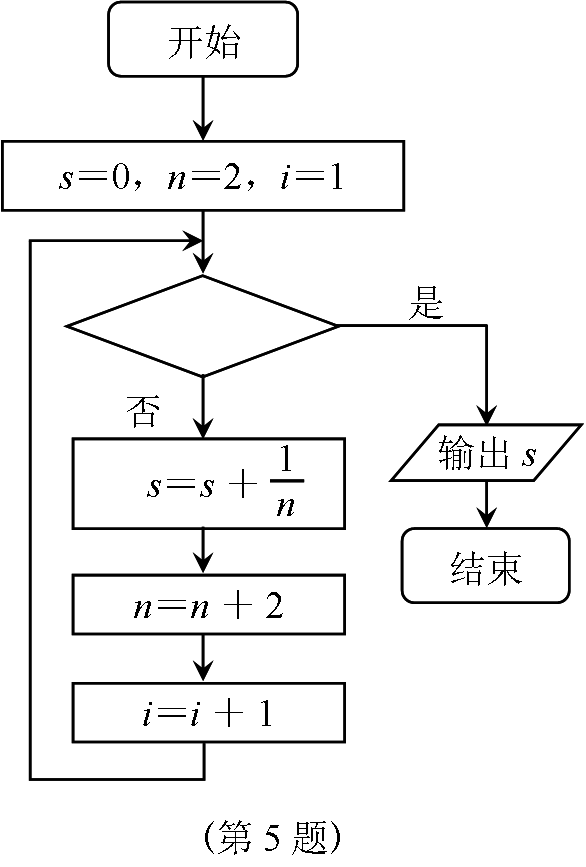 开始
s=0, n=2, i=1
是
否
s=s+1/n
输出 s
n=n+2
结束
i=i+1
(第 5 题)